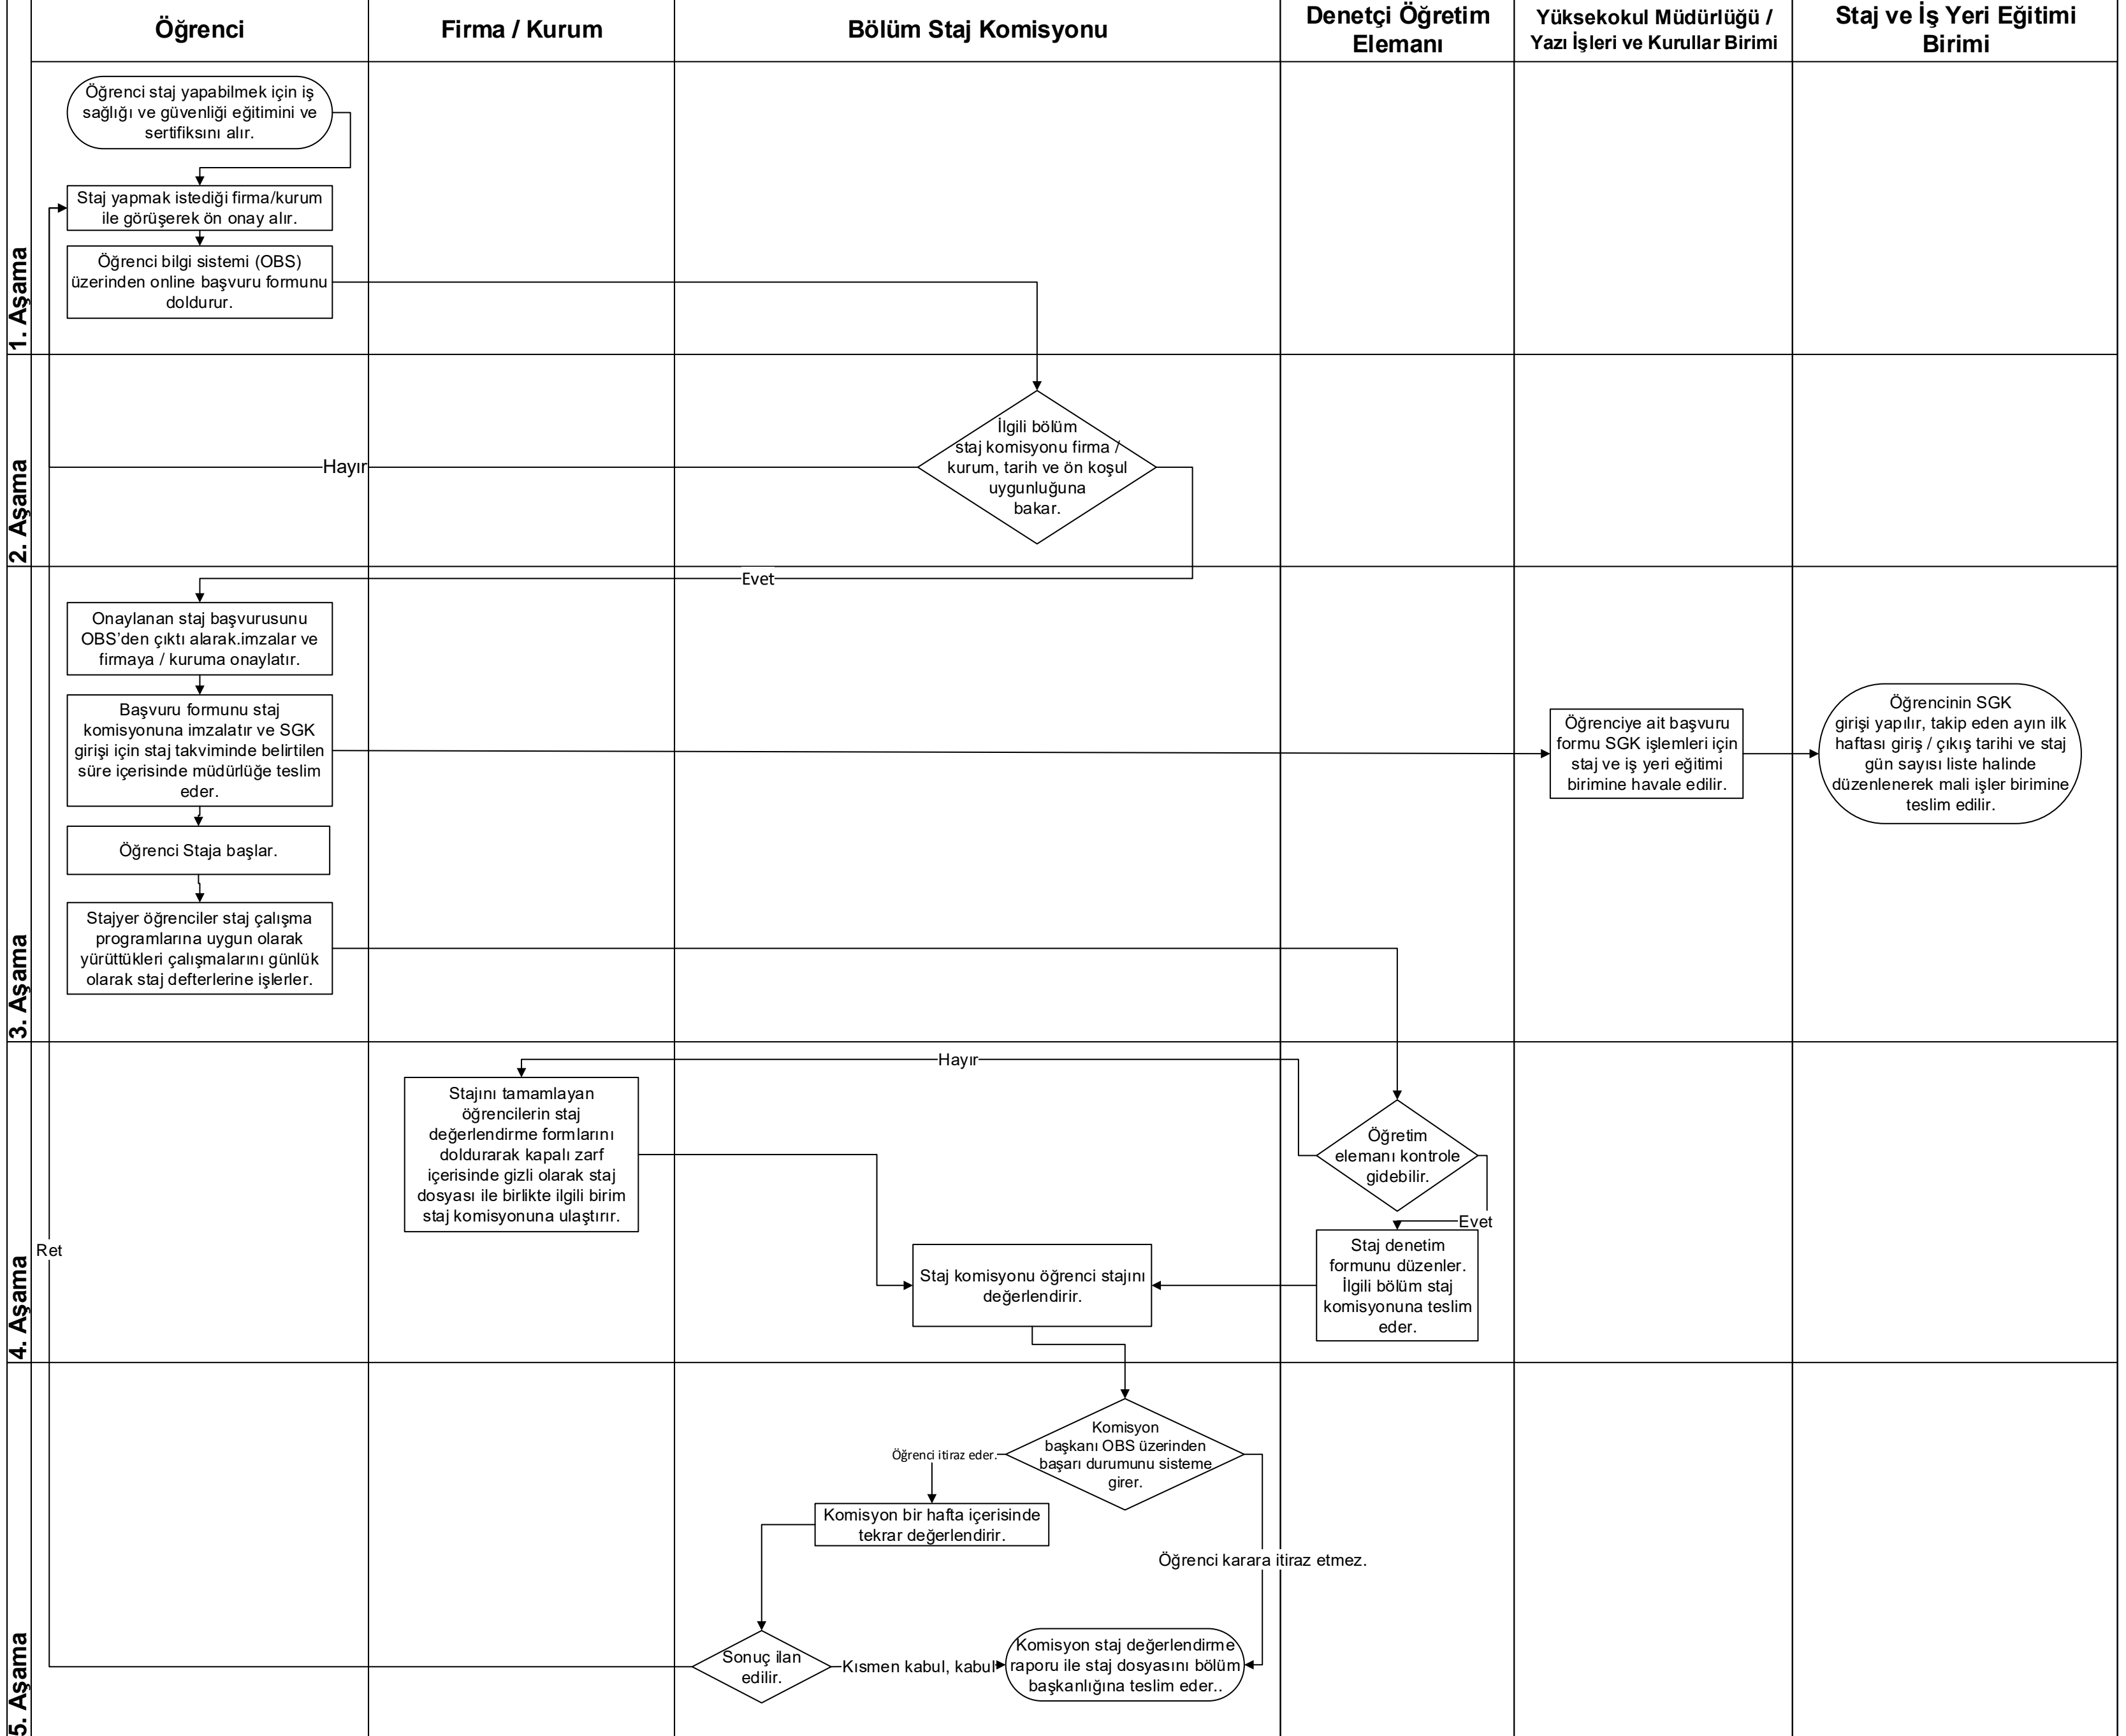 Öğrenci
Firma / Kurum
Bölüm Staj Komisyonu
Denetçi Öğretim
Elemanı
Yüksekokul Müdürlüğü /
Yazı İşleri ve Kurullar Birimi
Staj ve İş Yeri Eğitimi
Birimi
1. Aşama
Öğrenci staj yapabilmek için iş
sağlığı ve güvenliği eğitimini ve
sertifiksını alır.
Staj yapmak istediği firma/kurum
ile görüşerek ön onay alır.
Öğrenci bilgi sistemi (OBS)
üzerinden online başvuru formunu
doldurur.
2. Aşama
İlgili bölüm
staj komisyonu firma /
kurum, tarih ve ön koşul
uygunluğuna
bakar.
Hayır
Evet
3. Aşama
Onaylanan staj başvurusunu
OBS’den çıktı alarak.imzalar ve
firmaya / kuruma onaylatır.
Başvuru formunu staj
komisyonuna imzalatır ve SGK
girişi için staj takviminde belirtilen
süre içerisinde müdürlüğe teslim
eder.
Öğrenciye ait başvuru
formu SGK işlemleri için
staj ve iş yeri eğitimi
birimine havale edilir.
Öğrencinin SGK
girişi yapılır, takip eden ayın ilk
haftası giriş / çıkış tarihi ve staj
gün sayısı liste halinde
düzenlenerek mali işler birimine
teslim edilir.
Öğrenci Staja başlar.
Stajyer öğrenciler staj çalışma
programlarına uygun olarak
yürüttükleri çalışmalarını günlük
olarak staj defterlerine işlerler.
4. Aşama
Hayır
Stajını tamamlayan
öğrencilerin staj
değerlendirme formlarını
doldurarak kapalı zarf
içerisinde gizli olarak staj
dosyası ile birlikte ilgili birim
staj komisyonuna ulaştırır.
Öğretim
elemanı kontrole
gidebilir.
Evet
Staj denetim
formunu düzenler.
İlgili bölüm staj
komisyonuna teslim
eder.
Staj komisyonu öğrenci stajını
değerlendirir.
Ret
5. Aşama
Komisyon
başkanı OBS üzerinden
başarı durumunu sisteme
girer.
Öğrenci itiraz eder.
Komisyon bir hafta içerisinde
tekrar değerlendirir.
Öğrenci karara itiraz etmez.
Sonuç ilan
edilir.
Kısmen kabul, kabul
Komisyon staj değerlendirme
raporu ile staj dosyasını bölüm
başkanlığına teslim eder..